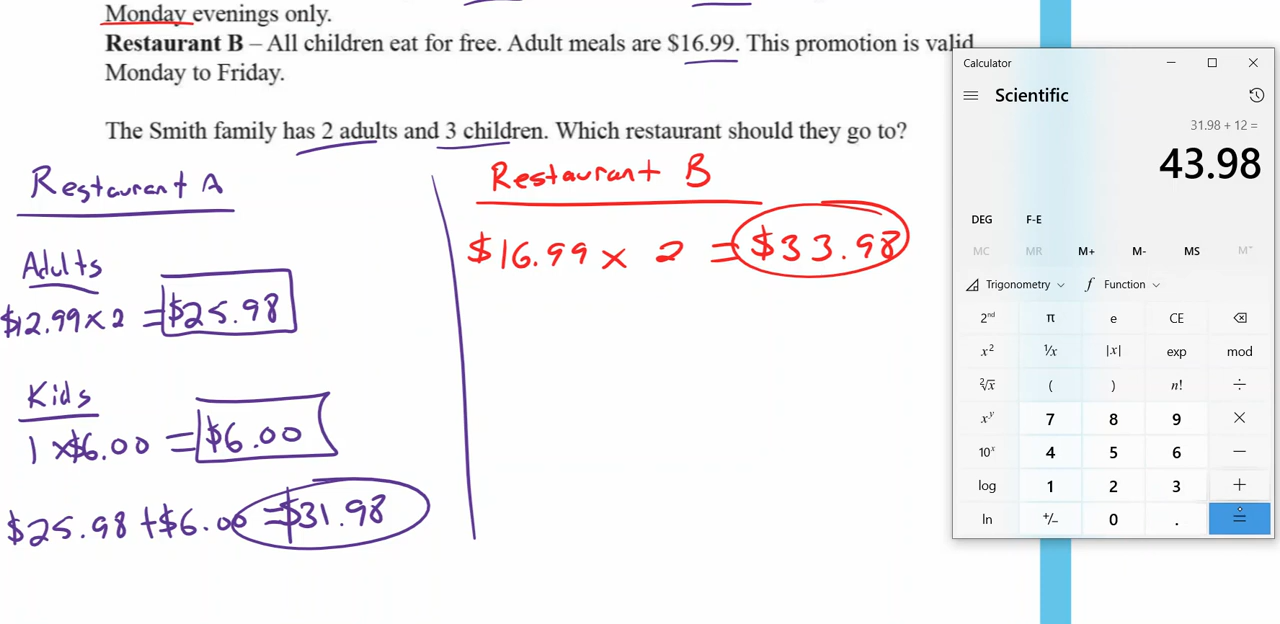 Monday evenings only.
Restaurant B – All children eat for free. Adult meals are $16.99. This promotion is valid
Monday to Friday.
The Smith family has 2 adults and 3 children. Which restaurant should they go to?
Restaurant A
Adults
$12.99 x 2 = $25.98
Kids
1 x $6.00 = $6.00
$25.98 + $6.00 = $31.98
Restaurant B
$16.99 x 2 = $33.98
Calculator
Scientific
31.98 + 12 =
43.98
DEG F-E
MC MR M+ M- MS M˅
Trigonometry f Function
2nd π e CE
x² ¹/x |x| exp mod
²√x ( ) n! ÷
xʸ 7 8 9 ×
10ˣ 4 5 6 −
log 1 2 3 +
ln +/− 0 . =